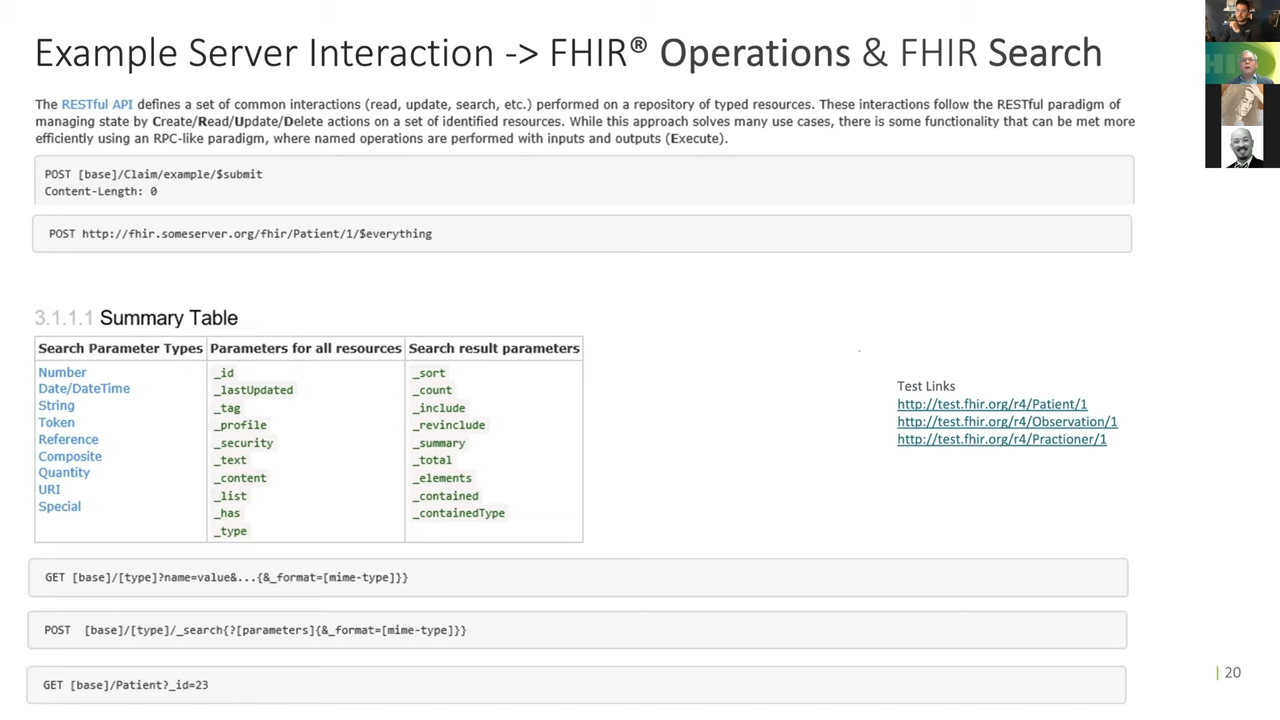 Example Server Interaction -> FHIR® Operations & FHIR Search
The RESTful API defines a set of common interactions (read, update, search, etc.) performed on a repository of typed resources. These interactions follow the RESTful paradigm of
managing state by Create/Read/Update/Delete actions on a set of identified resources. While this approach solves many use cases, there is some functionality that can be met more
efficiently using an RPC-like paradigm, where named operations are performed with inputs and outputs (Execute).
POST [base]/Claim/example/$submit
Content-Length: 0
POST http://fhir.someserver.org/fhir/Patient/1/$everything
3.1.1.1 Summary Table
Search Parameter Types Parameters for all resources Search result parameters
Number _id _sort
Date/DateTime _lastUpdated _count
String _tag _include
Token _profile _revinclude
Reference _security _summary
Composite _text _total
Quantity _content _elements
URI _list _contained
Special _has _containedType
_type
Test Links
http://test.fhir.org/r4/Patient/1
http://test.fhir.org/r4/Observation/1
http://test.fhir.org/r4/Practioner/1
GET [base]/[type]?name=value&...{&_format=[mime-type]}}
POST [base]/[type]/_search{?[parameters]{&_format=[mime-type]}}
GET [base]/Patient?_id=23
| 20